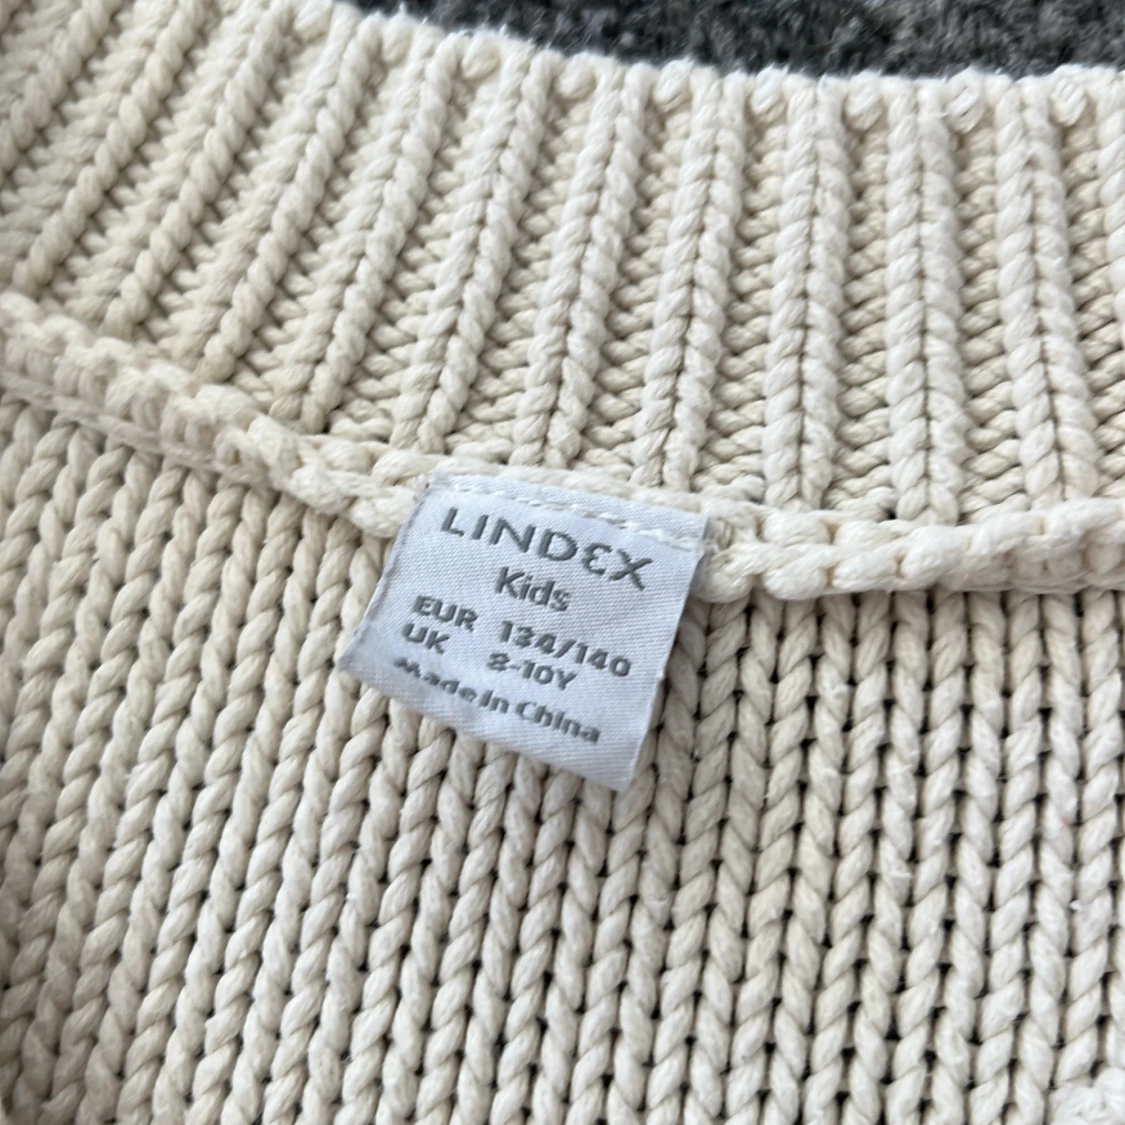 LINDEX
Kids
EUR 134/140
UK 8-10Y
Made in China